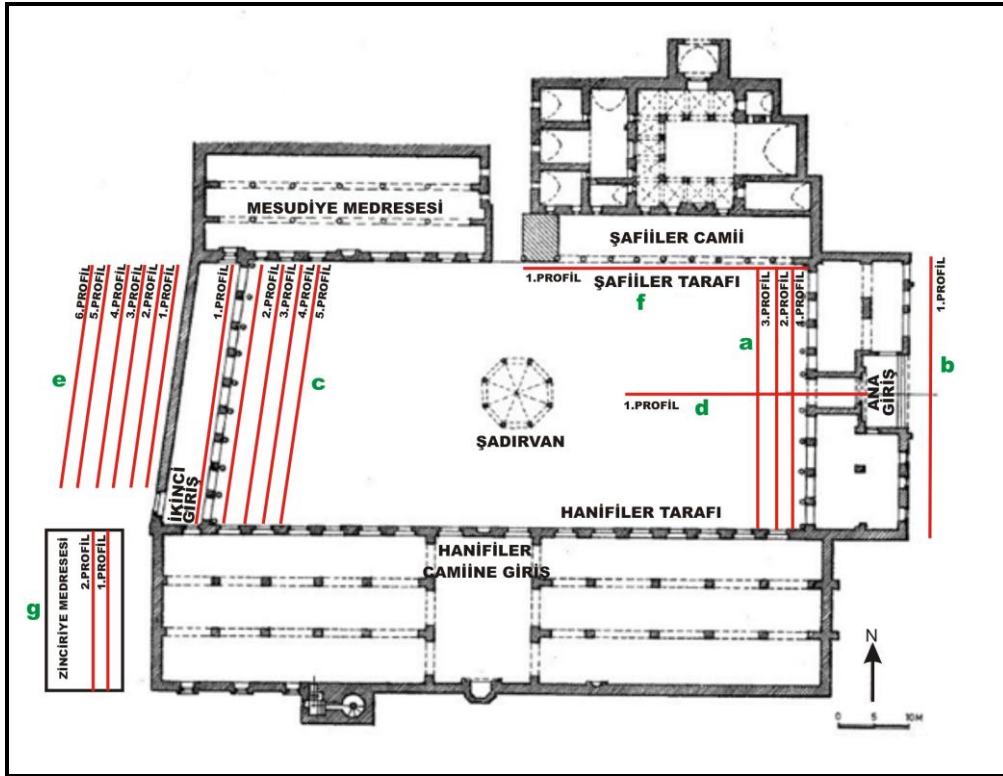 MESUDİYE MEDRESESİ
ŞAFİİLER CAMİİ
1.PROFİL
ŞAFİİLER TARAFI
f
6.PROFİL
5.PROFİL
4.PROFİL
3.PROFİL
2.PROFİL
1.PROFİL
e
1.PROFİL
2.PROFİL
3.PROFİL
4.PROFİL
5.PROFİL
c
3.PROFİL
2.PROFİL
4.PROFİL
a
1.PROFİL
b
1.PROFİL
d
ANA
GİRİŞ
ŞADIRVAN
İKİNCİ
GİRİŞ
HANİFİLER TARAFI
HANİFİLER
CAMİİNE GİRİŞ
ZİNCİRİYE MEDRESESİ
2.PROFİL
1.PROFİL
g
N
0 5 10M